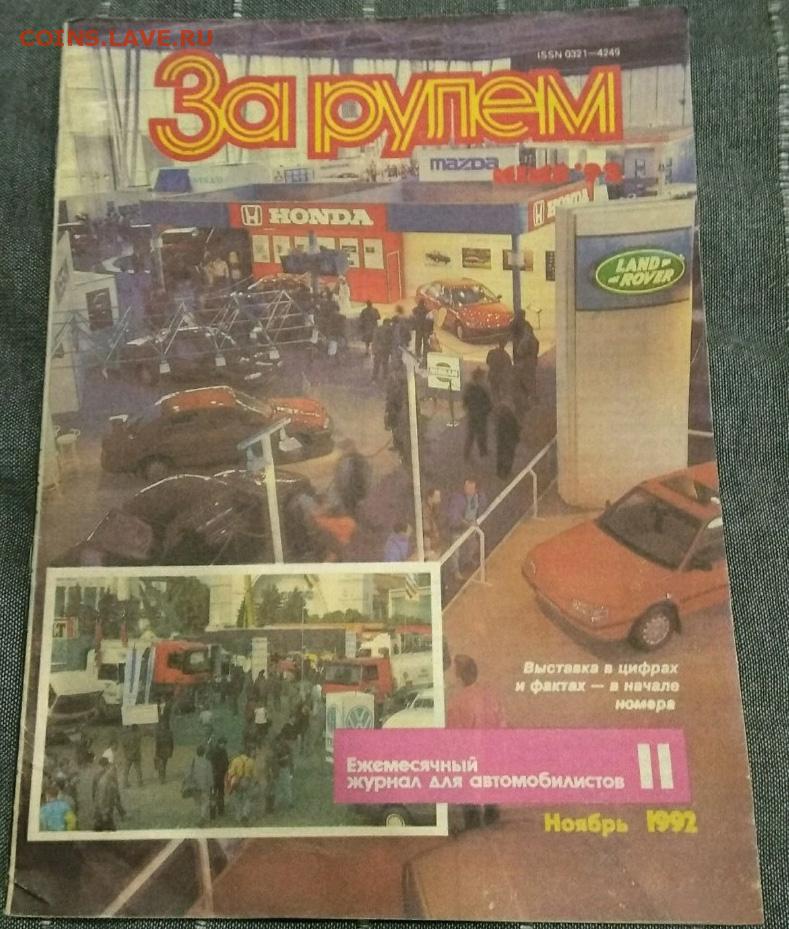 COINS.LAVE.RU
ISSN 0321—4249
За рулем
mazda
HONDA
LAND
ROVER
Выставка в цифрах
и фактах — в начале
номера
Ежемесячный
журнал для автомобилистов 11
Ноябрь 1992